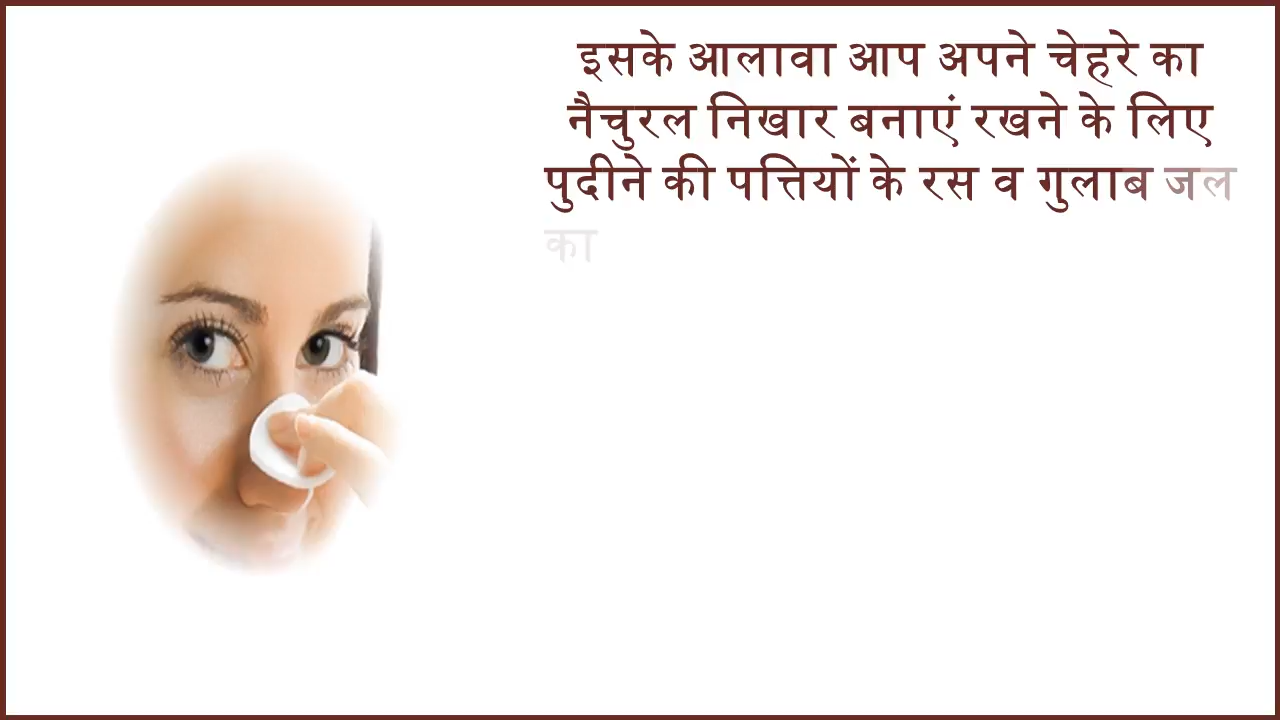 इसके आलावा आप अपने चेहरे का
नैचुरल निखार बनाएं रखने के लिए
पुदीने की पत्तियों के रस व गुलाब जल
का